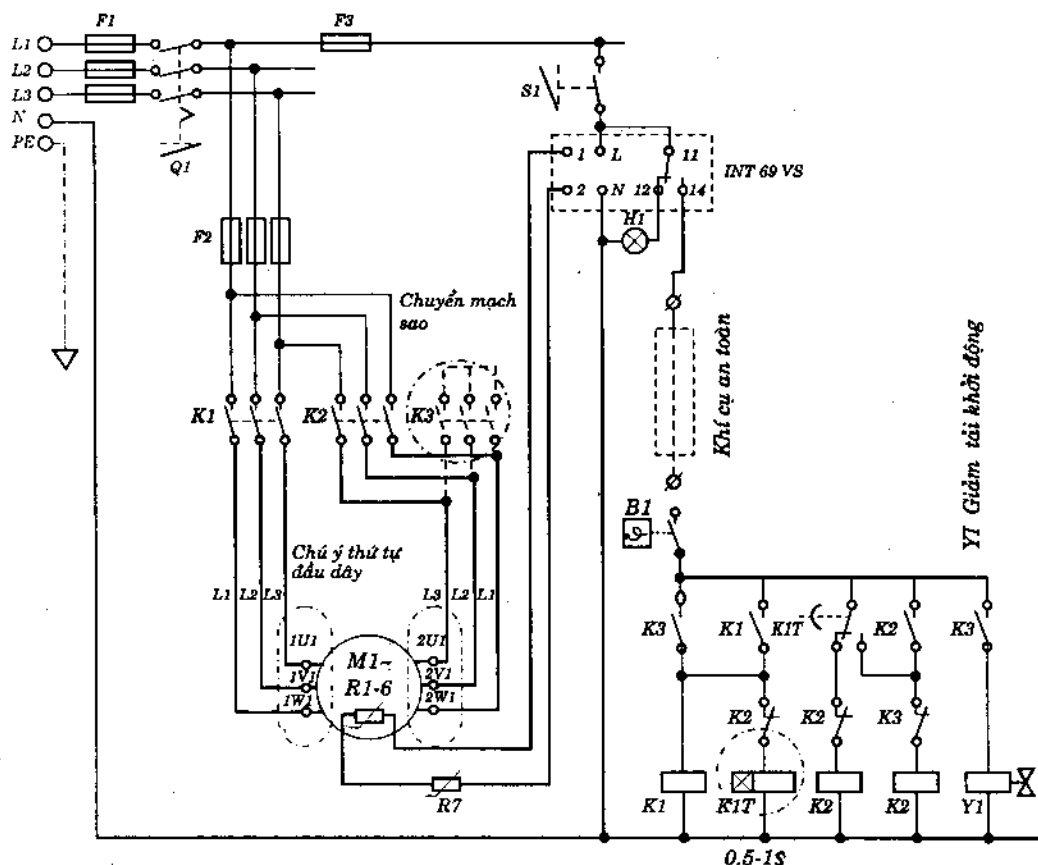 F1
F3
L1
L2
L3
N
PE
Q1
S1
1
L
11
INT 69 VS
2
N
12
14
H1
F2
Chuyển mạch
sao
Khí cụ an toàn
Y1 Giảm tải khởi động
K1
K2
K3
B1
Chú ý thứ tự
đầu dây
L1
L2
L3
L3
L2
L1
1U1
1V1
1W1
M1~
R1-6
2U1
2V1
2W1
R7
K3
K1
K1T
K2
K3
K2
K2
K3
K1
K1T
K2
K2
Y1
0.5-1S